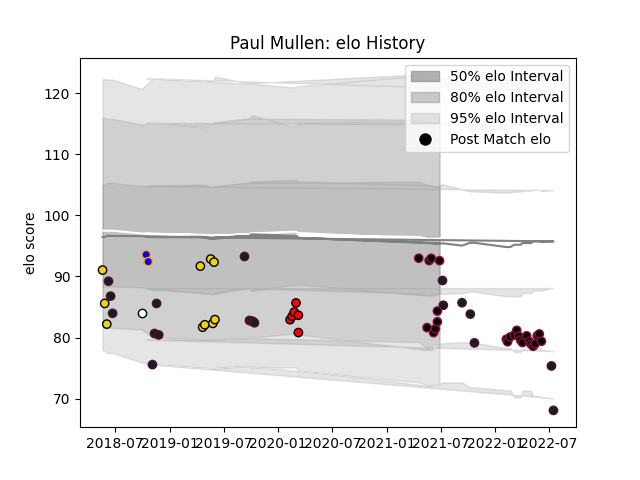 Paul Mullen: elo History
50% elo Interval
80% elo Interval
95% elo Interval
Post Match elo
elo score
120
110
100
90
80
70
2018-07 2019-01 2019-07 2020-01 2020-07 2021-01 2021-07 2022-01 2022-07